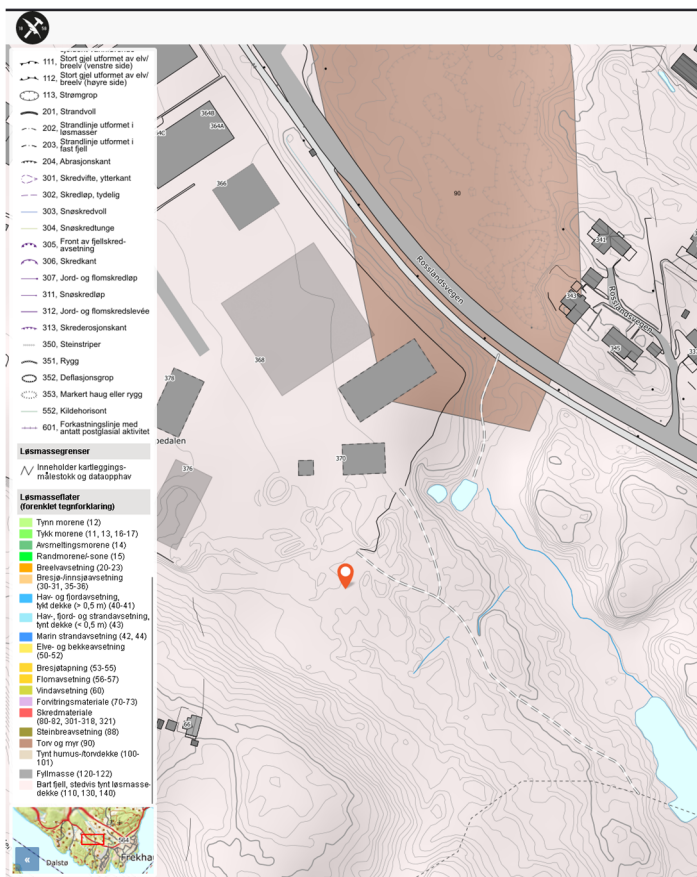 111, Stort gjel utformet av elv/
breelv (venstre side)
112, Stort gjel utformet av elv/
breelv (høyre side)
113, Strømgrop
201, Strandvoll
202, Strandlinje utformet i
løsmasser
203, Strandlinje utformet i
fast fjell
204, Abrasjonskant
301, Skredvifte, ytterkant
302, Skredløp, tydelig
303, Snøskredvoll
304, Snøskredtunge
305, Front av fjellskred-
avsetning
306, Skredkant
307, Jord- og flomskredløp
311, Snøskredløp
312, Jord- og flomskredslevée
313, Skrederosjonskant
350, Steinstriper
351, Rygg
352, Deflasjonsgrop
353, Markert haug eller rygg
552, Kildehorisont
601, Forkastningslinje med
antatt postglasial aktivitet
Løsmassegrenser
Inneholder kartleggings-
målestokk og dataopphav
Løsmasseflater
(forenklet tegnforklaring)
Tynn morene (12)
Tykk morene (11, 13, 16-17)
Avsmeltingsmorene (14)
Randmorene/-sone (15)
Breelvavsetning (20-23)
Bresjø-/innsjøavsetning
(30-31, 35-36)
Hav- og fjordavsetning,
tykt dekke (> 0,5 m) (40-41)
Hav-, fjord- og strandavsetning,
tynt dekke (< 0,5 m) (43)
Marin strandavsetning (42, 44)
Elve- og bekkeavsetning
(50-52)
Bresjøtapning (53-55)
Flomavsetning (56-57)
Vindavsetning (60)
Forvitringsmateriale (70-73)
Skredmateriale
(80-82, 301-318, 321)
Steinbreavsetning (88)
Torv og myr (90)
Tynt humus-/torvdekke (100-
101)
Fyllmasse (120-122)
Bart fjell, stedvis tynt løsmasse-
dekke (110, 130, 140)
364B
364A
366
90
341
Rosslandsvegen
343
Rosslandsvegen
345
368
378
pedalen
370
376
564
Dalstø
Frekha
«